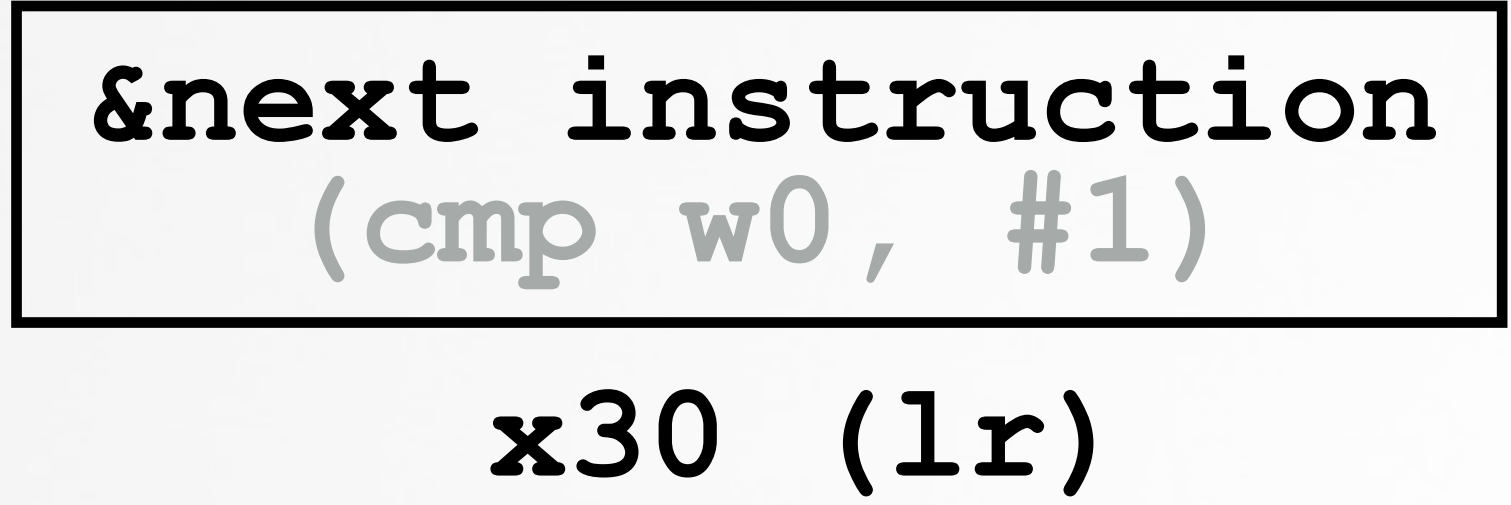 &next instruction
(cmp w0, #1)
x30 (lr)